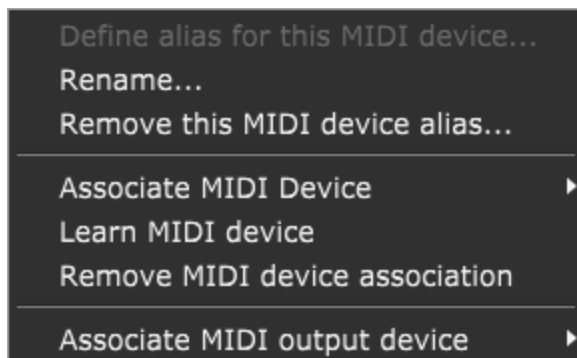 Define alias for this MIDI device...
Rename...
Remove this MIDI device alias...
Associate MIDI Device
Learn MIDI device
Remove MIDI device association
Associate MIDI output device